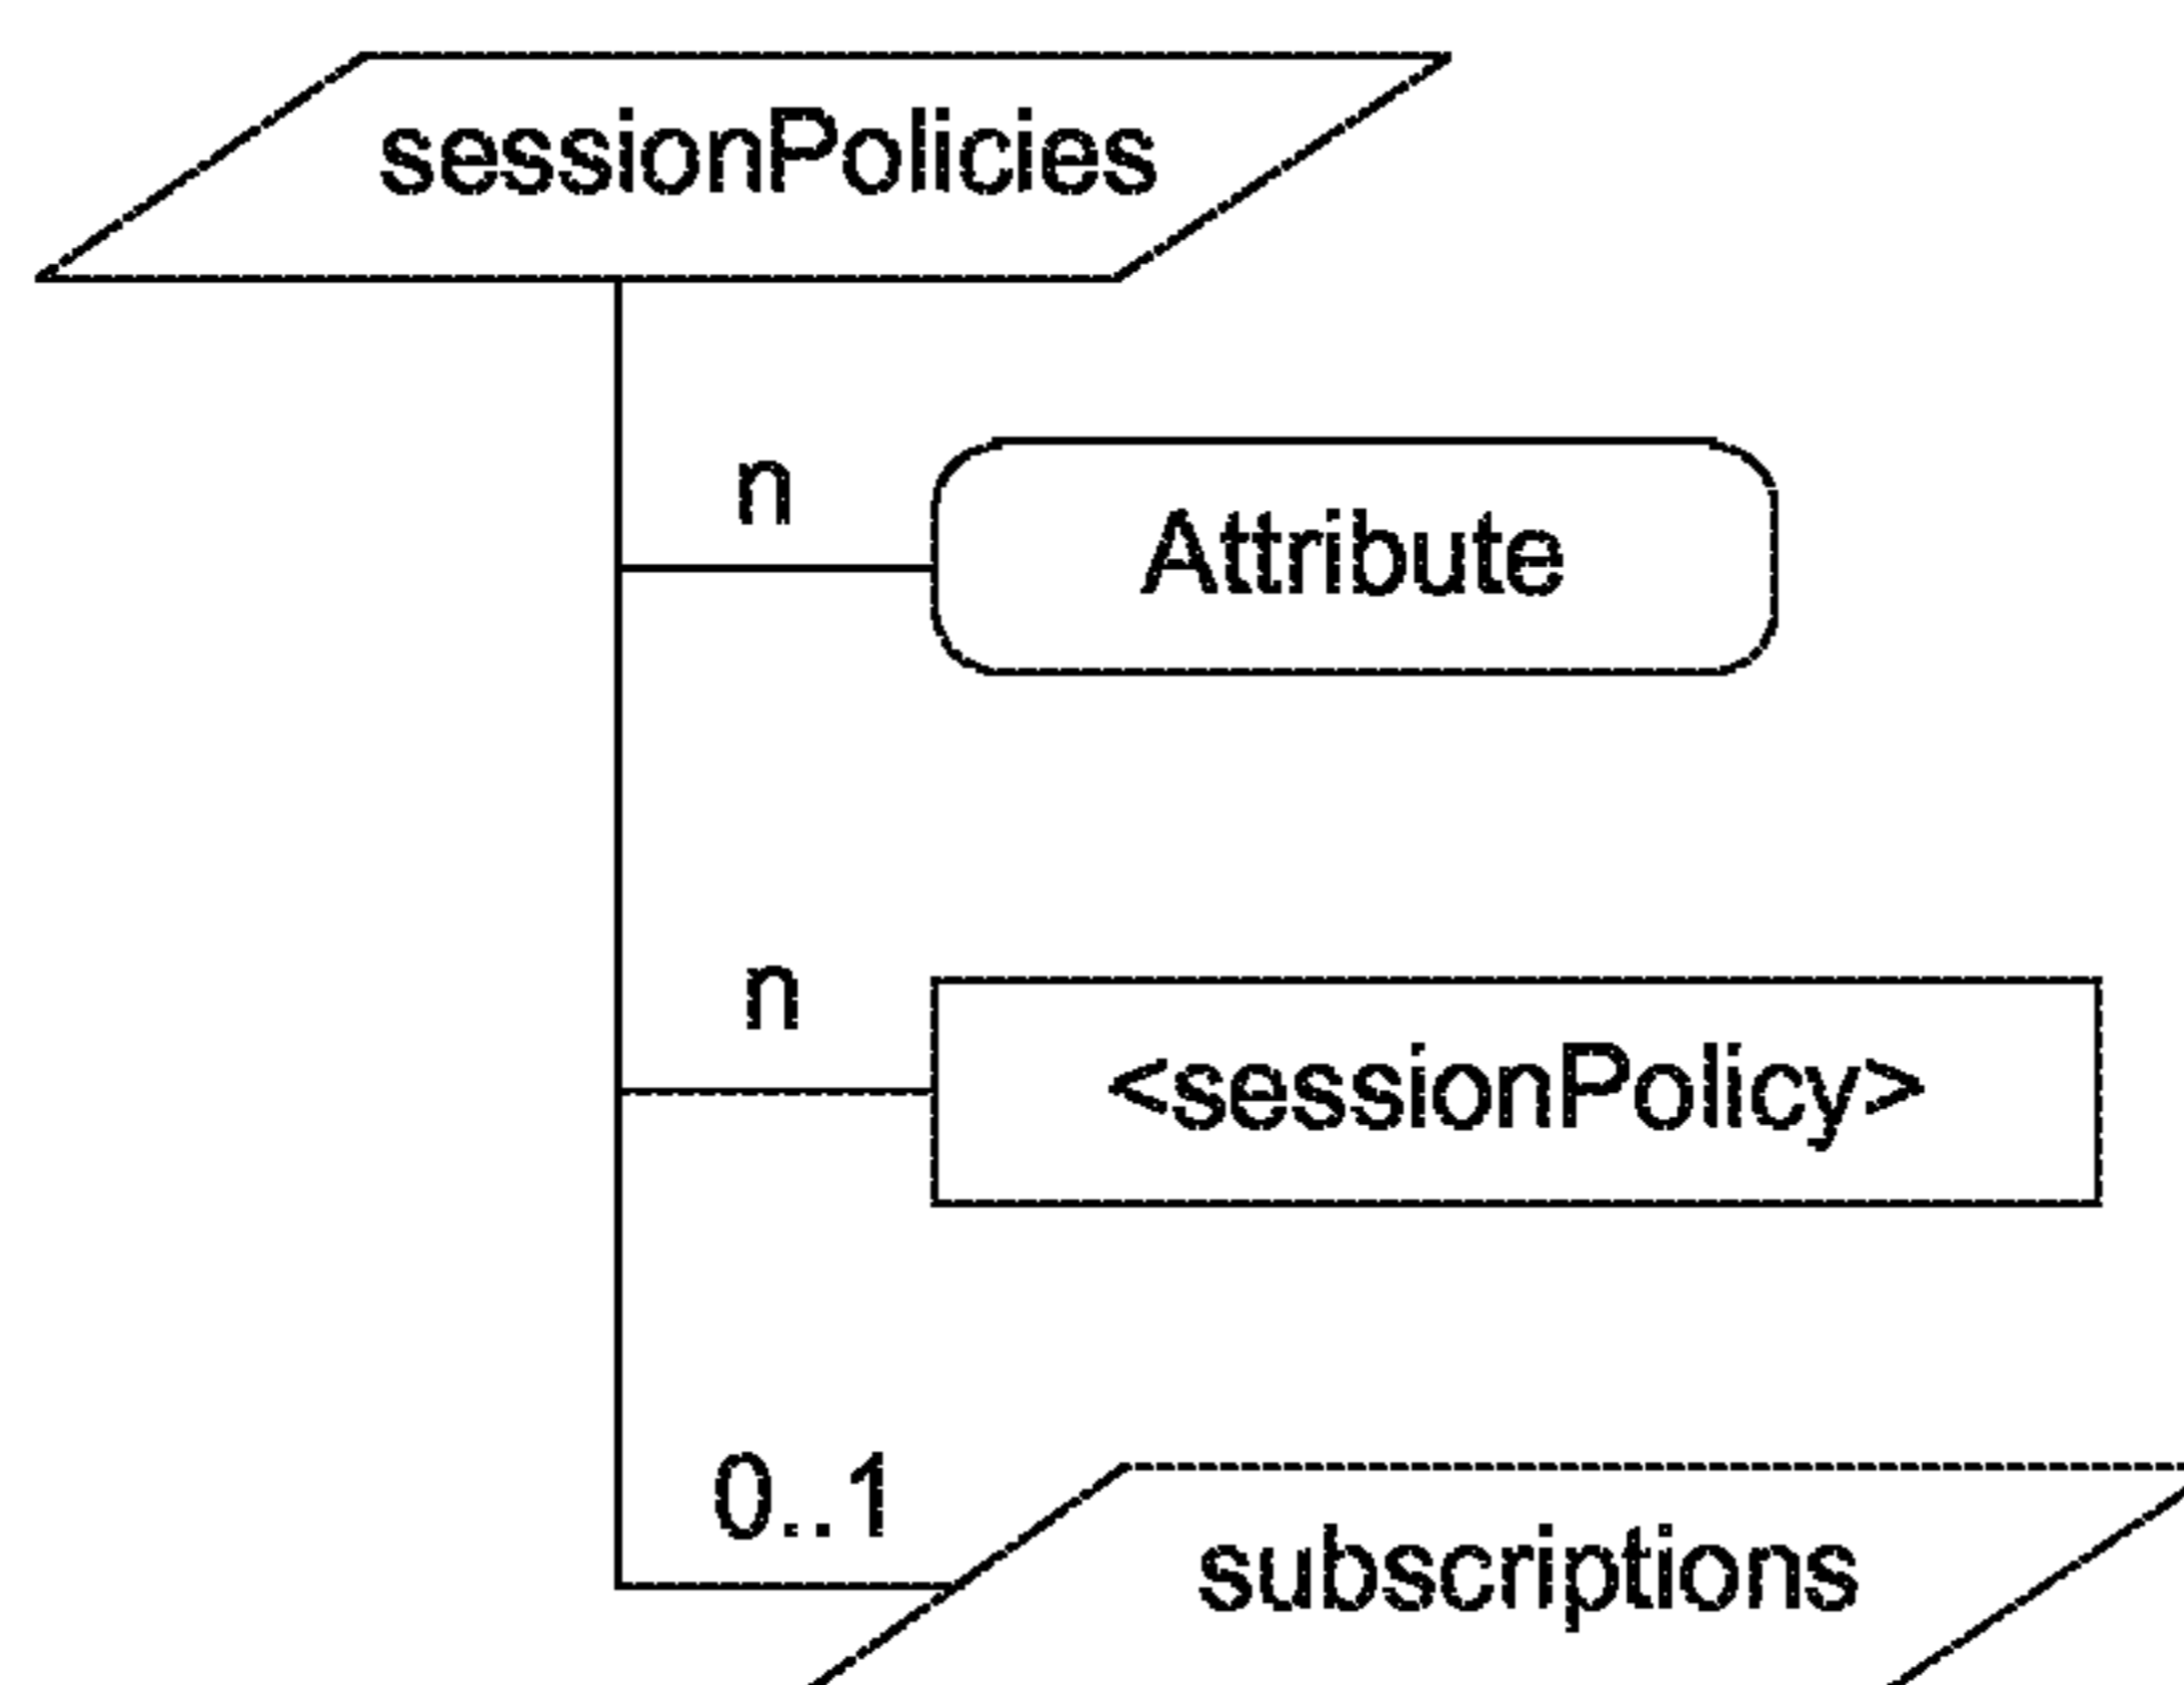 sessionPolicies
n
Attribute
n
<sessionPolicy>
0..1
subscriptions